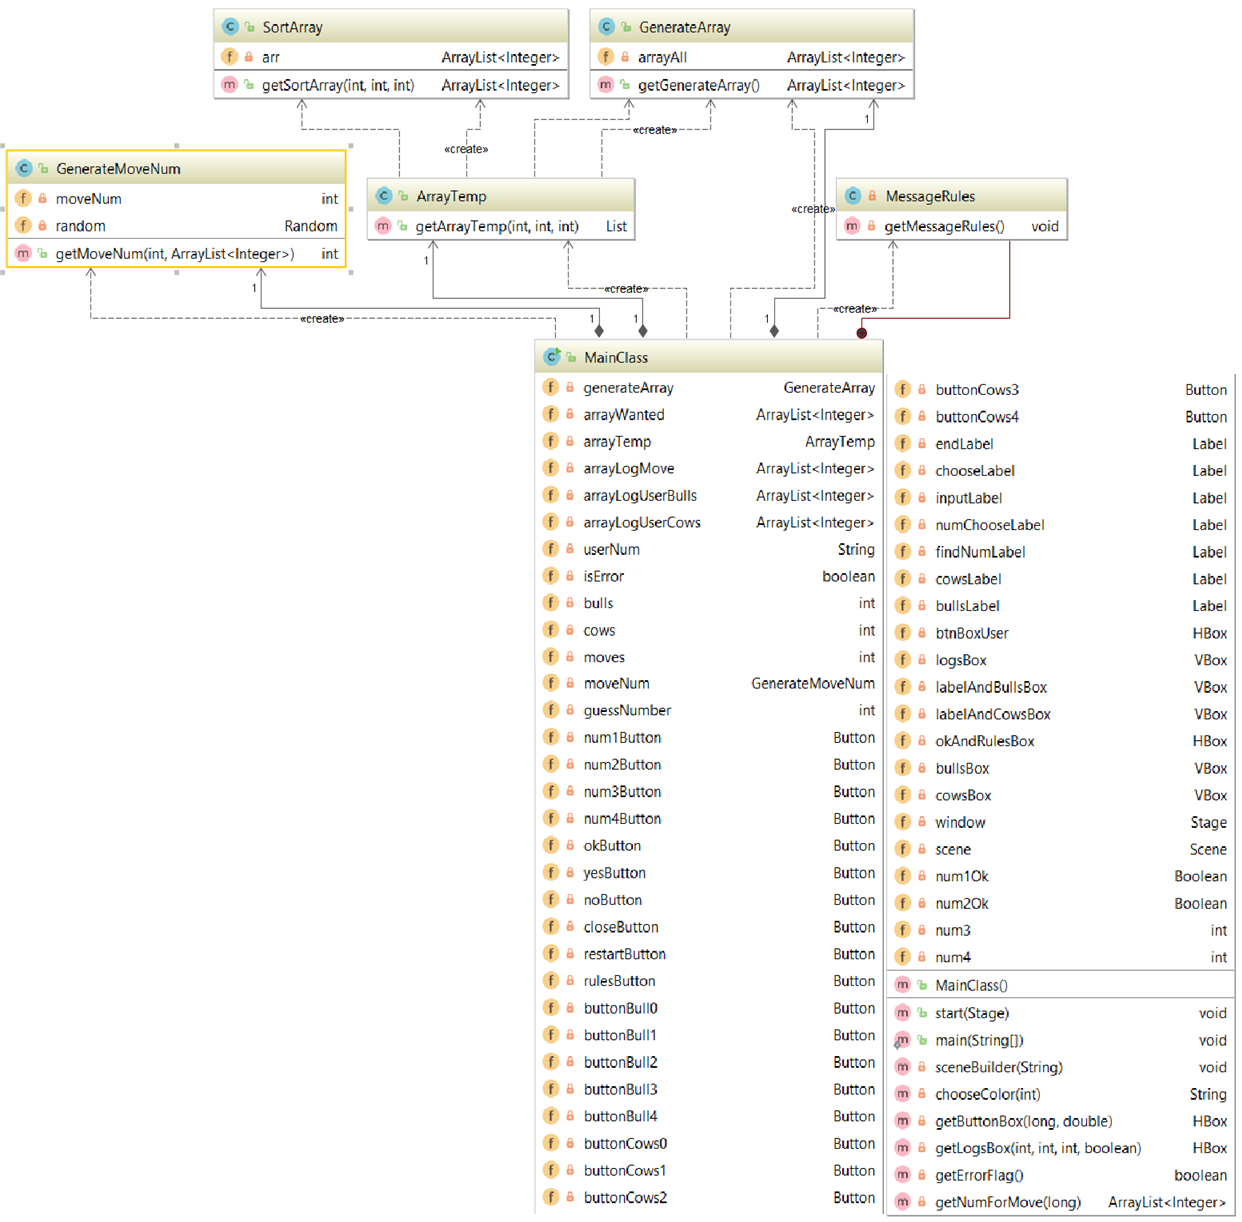 SortArray
arr ArrayList<Integer>
getSortArray(int, int, int) ArrayList<Integer>
GenerateArray
arrayAll ArrayList<Integer>
getGenerateArray() ArrayList<Integer>
1
«create»
«create»
GenerateMoveNum
moveNum int
random Random
getMoveNum(int, ArrayList<Integer>) int
ArrayTemp
getArrayTemp(int, int, int) List
MessageRules
getMessageRules() void
«create»
1
1
«create»
«create»
«create»
1
1
1
MainClass
generateArray GenerateArray
arrayWanted ArrayList<Integer>
arrayTemp ArrayTemp
arrayLogMove ArrayList<Integer>
arrayLogUserBulls ArrayList<Integer>
arrayLogUserCows ArrayList<Integer>
userNum String
isError boolean
bulls int
cows int
moves int
moveNum GenerateMoveNum
guessNumber int
num1Button Button
num2Button Button
num3Button Button
num4Button Button
okButton Button
yesButton Button
noButton Button
closeButton Button
restartButton Button
rulesButton Button
buttonBull0 Button
buttonBull1 Button
buttonBull2 Button
buttonBull3 Button
buttonBull4 Button
buttonCows0 Button
buttonCows1 Button
buttonCows2 Button
buttonCows3 Button
buttonCows4 Button
endLabel Label
chooseLabel Label
inputLabel Label
numChooseLabel Label
findNumLabel Label
cowsLabel Label
bullsLabel Label
btnBoxUser HBox
logsBox VBox
labelAndBullsBox VBox
labelAndCowsBox VBox
okAndRulesBox HBox
bullsBox VBox
cowsBox VBox
window Stage
scene Scene
num1Ok Boolean
num2Ok Boolean
num3 int
num4 int
MainClass()
start(Stage) void
main(String[]) void
sceneBuilder(String) void
chooseColor(int) String
getButtonBox(long, double) HBox
getLogsBox(int, int, int, boolean) HBox
getErrorFlag() boolean
getNumForMove(long) ArrayList<Integer>